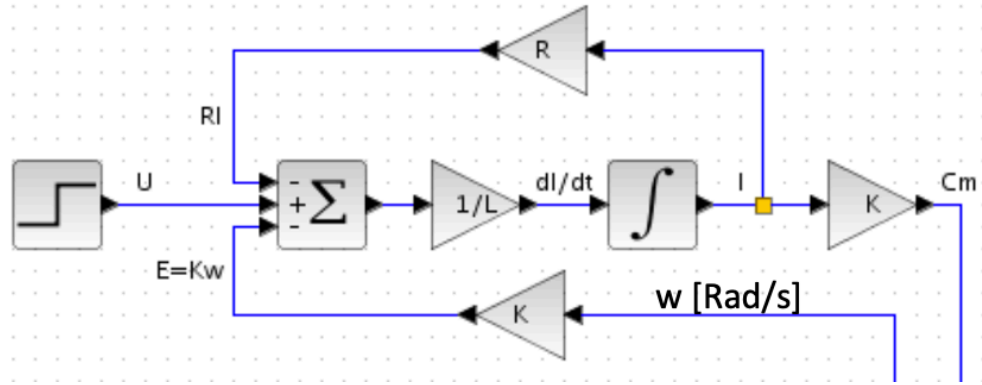 R
RI
U
-
+
-
Σ
1/L
dI/dt
∫
I
K
Cm
E=Kw
K
w [Rad/s]